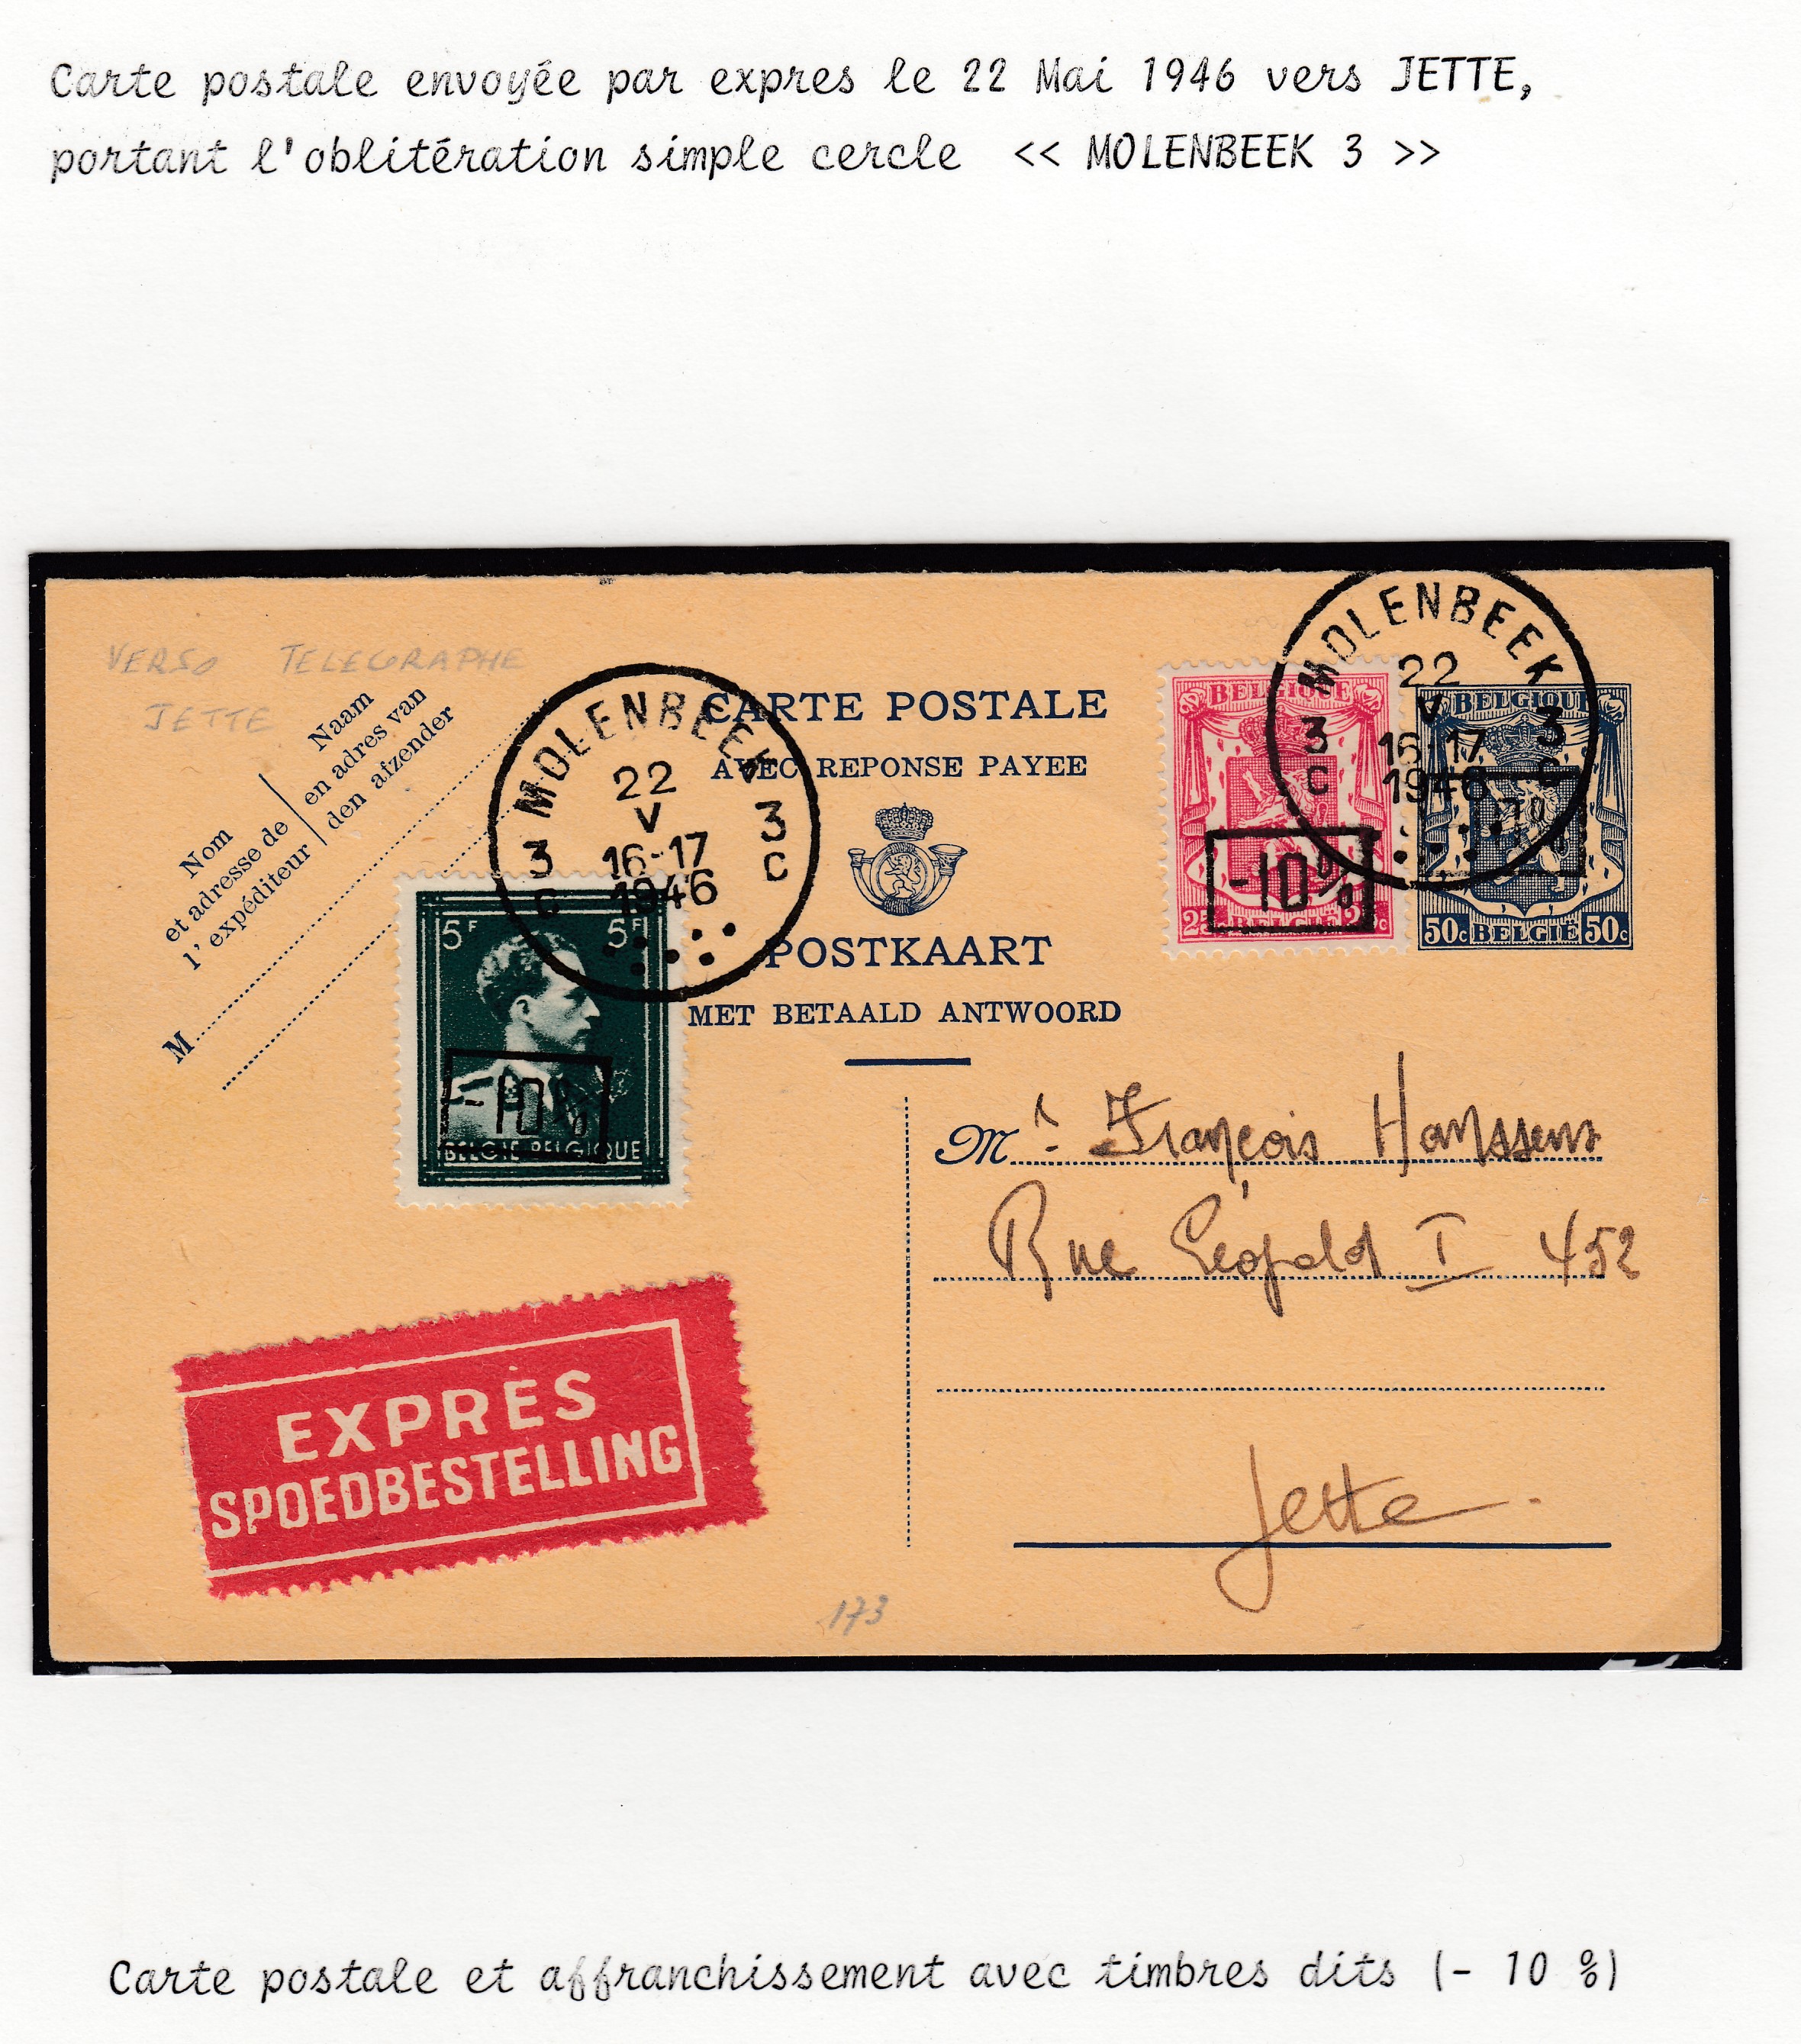 Carte postale envoyée par expres le 22 Mai 1946 vers JETTE,
portant l'oblitération simple cercle << MOLENBEEK 3 >>
VERSO TELEGRAPHE
JETTE
Nom
et adresse de
l'expéditeur
Naam
en adres van
den afzender
M
CARTE POSTALE
AVEC REPONSE PAYEE
POSTKAART
MET BETAALD ANTWOORD
MOLENBEEK
22
V
3 16-17 3
C 1946 C
5F 5F
-10%
BELGIE-BELGIQUE
MOLENBEEK
22
V
3 16-17 3
C 1946 C
BELGIQUE
-10%
25c BELGIE 25c
BELGIQUE
-10%
50c BELGIE 50c
Mr François Hanssens
Rue Léopold I 452
Jette.
EXPRÈS
SPOEDBESTELLING
173
Carte postale et affranchissement avec timbres dits (- 10 %)